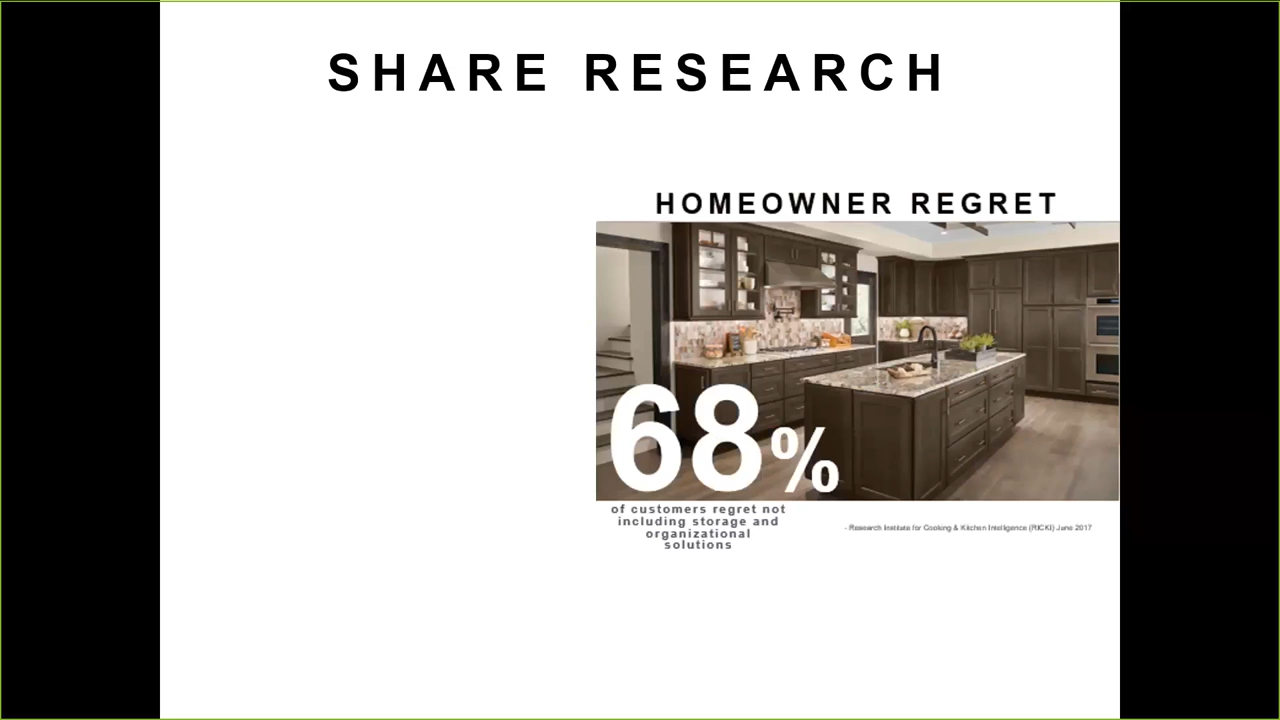 SHARE RESEARCH
HOMEOWNER REGRET
68%
of customers regret not
including storage and
organizational
solutions
- Research Institute for Cooking & Kitchen Intelligence (RICKI) June 2017